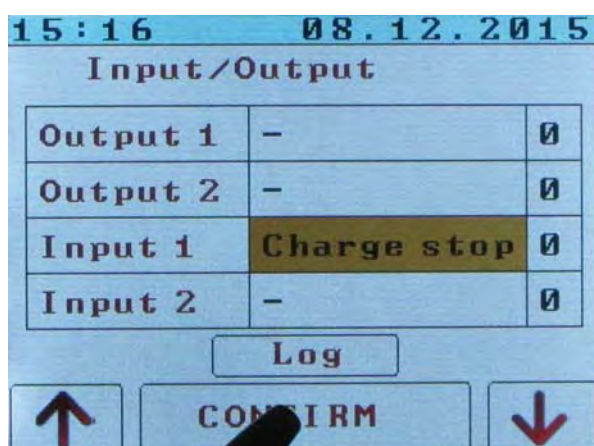 15:16 08.12.2015
Input/Output
Output 1 - 0
Output 2 - 0
Input 1 Charge stop 0
Input 2 - 0
Log
CONFIRM